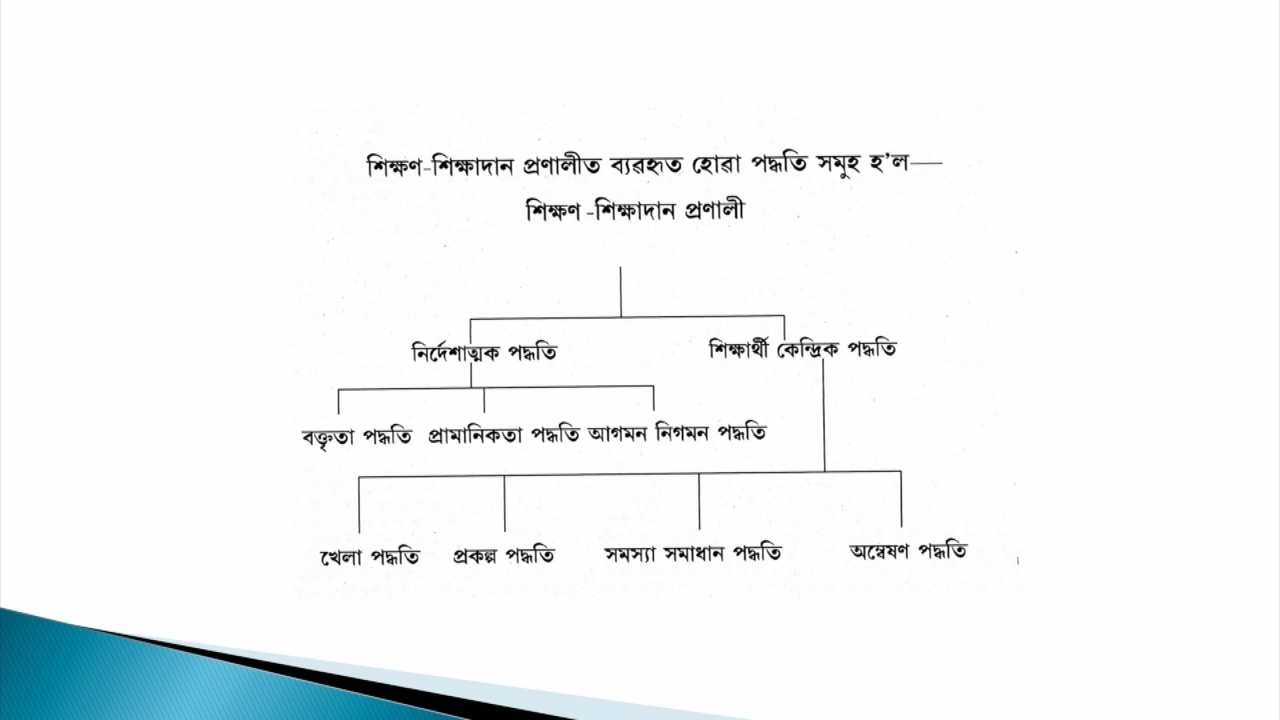 শিক্ষণ-শিক্ষাদান প্ৰণালীত ব্যৱহৃত হোৱা পদ্ধতি সমূহ হ'ল—
শিক্ষণ -শিক্ষাদান প্ৰণালী
নিৰ্দেশাত্মক পদ্ধতি শিক্ষাৰ্থী কেন্দ্ৰিক পদ্ধতি
বক্তৃতা পদ্ধতি প্ৰামানিকতা পদ্ধতি আগমন নিগমন পদ্ধতি
খেলা পদ্ধতি প্ৰকল্প পদ্ধতি সমস্যা সমাধান পদ্ধতি অন্বেষণ পদ্ধতি